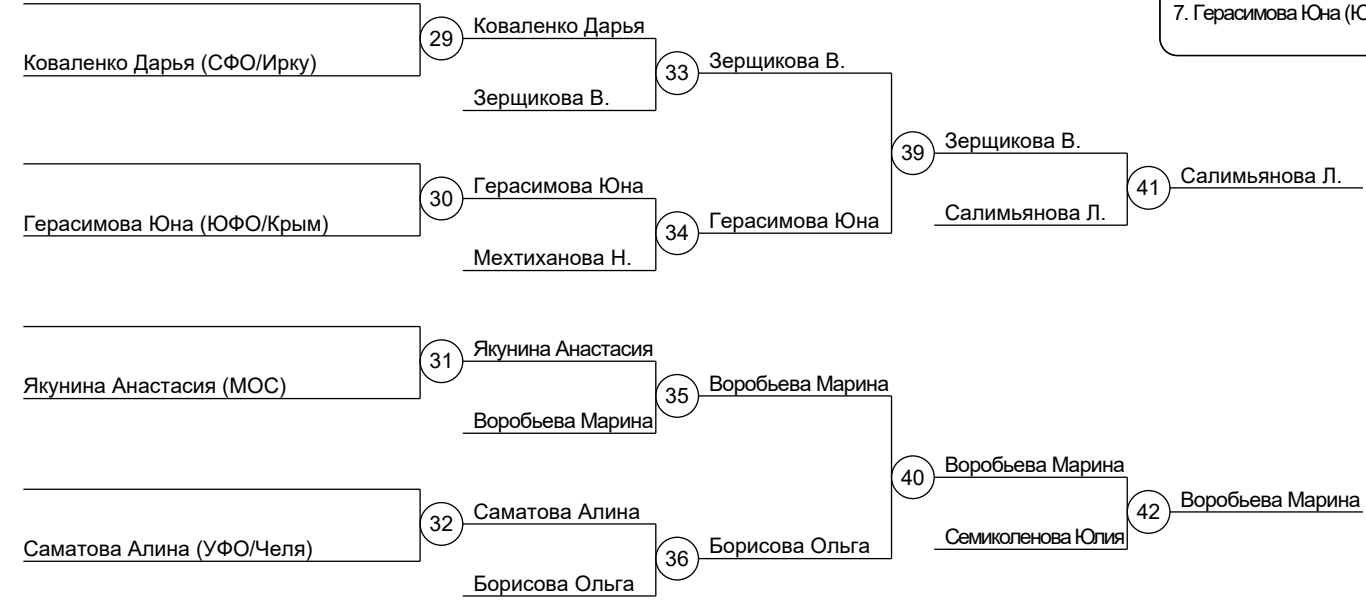 7. Герасимова Юна (Ю
29
Коваленко Дарья
Коваленко Дарья (СФО/Ирку)
33
Зерщикова В.
Зерщикова В.
39
Зерщикова В.
30
Герасимова Юна
Герасимова Юна (ЮФО/Крым)
34
Герасимова Юна
Мехтиханова Н.
Салимьянова Л.
41
Салимьянова Л.
31
Якунина Анастасия
Якунина Анастасия (МОС)
35
Воробьева Марина
Воробьева Марина
40
Воробьева Марина
32
Саматова Алина
Саматова Алина (УФО/Челя)
36
Борисова Ольга
Борисова Ольга
Семиколенова Юлия
42
Воробьева Марина